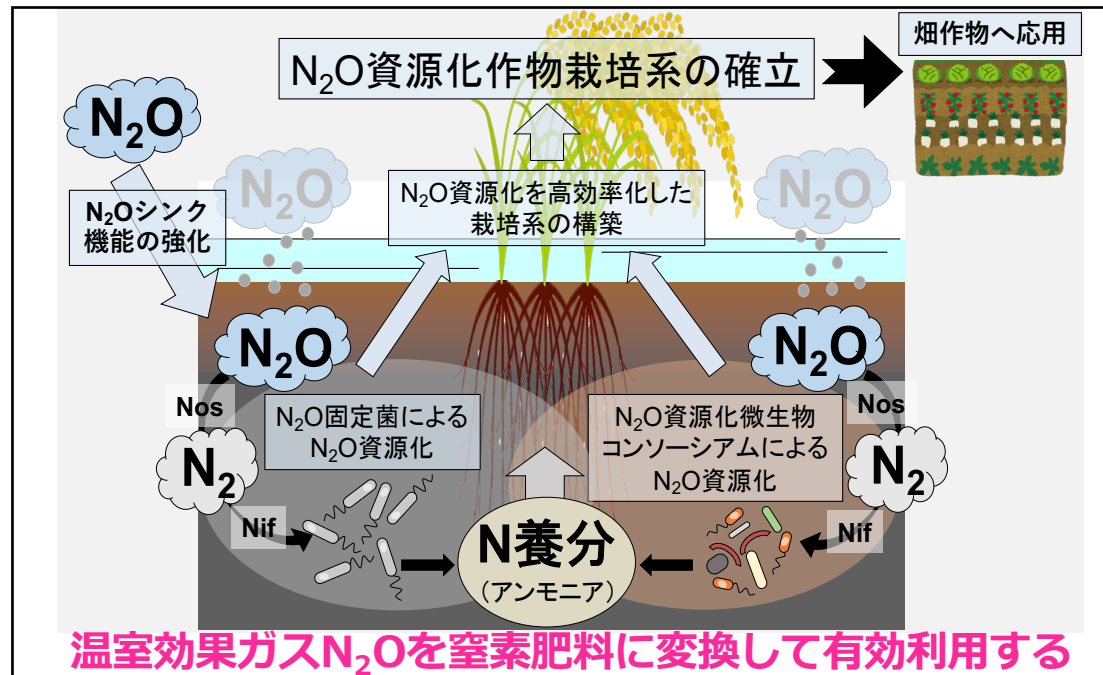 畑作物へ応用
N₂O資源化作物栽培系の確立
N₂O
N₂O
N₂O
N₂Oシンク
機能の強化
N₂O資源化を高効率化した
栽培系の構築
N₂O
N₂O
Nos
Nos
N₂O固定菌による
N₂O資源化
N₂O資源化微生物
コンソーシアムによる
N₂O資源化
N₂
N₂
Nif
Nif
N養分
（アンモニア）
温室効果ガスN₂Oを窒素肥料に変換して有効利用する